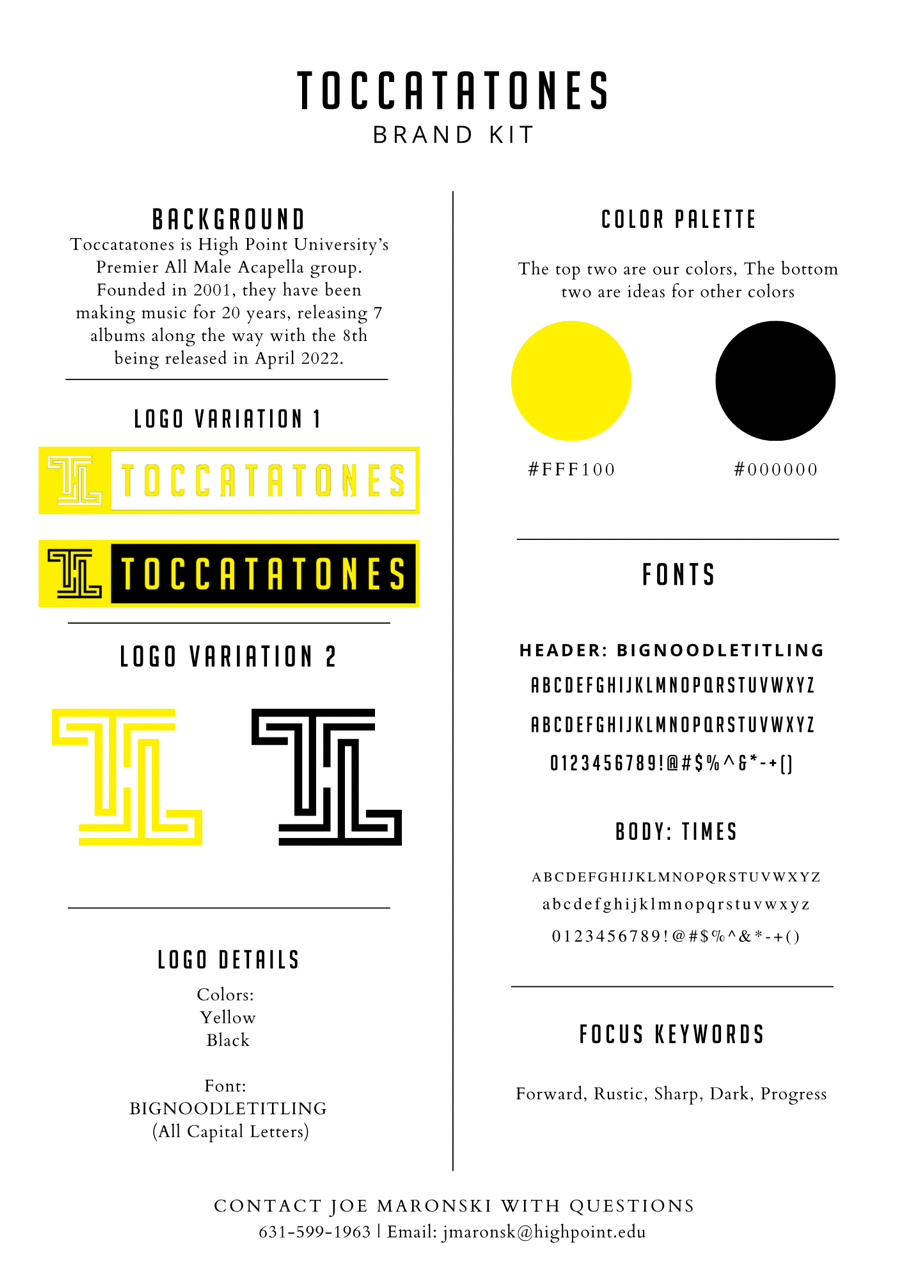 TOCCATATONES
BRAND KIT
BACKGROUND
Toccatatones is High Point University's
Premier All Male Acapella group.
Founded in 2001, they have been
making music for 20 years, releasing 7
albums along the way with the 8th
being released in April 2022.
LOGO VARIATION 1
TOCCATATONES
TOCCATATONES
LOGO VARIATION 2
LOGO DETAILS
Colors:
Yellow
Black
Font:
BIGNOODLETITLING
(All Capital Letters)
COLOR PALETTE
The top two are our colors, The bottom
two are ideas for other colors
#FFF100
#000000
FONTS
HEADER: BIGNOODLETITLING
ABCDEFGHIJKLMNOPQRSTUVWXYZ
ABCDEFGHIJKLMNOPQRSTUVWXYZ
0123456789!@#$%^&*-+()
BODY: TIMES
ABCDEFGHIJKLMNOPQRSTUVWXYZ
abcdefghijklmnopqrstuvwxyz
0123456789!@#$%^&*-+()
FOCUS KEYWORDS
Forward, Rustic, Sharp, Dark, Progress
CONTACT JOE MARONSKI WITH QUESTIONS
631-599-1963 | Email: jmaronsk@highpoint.edu